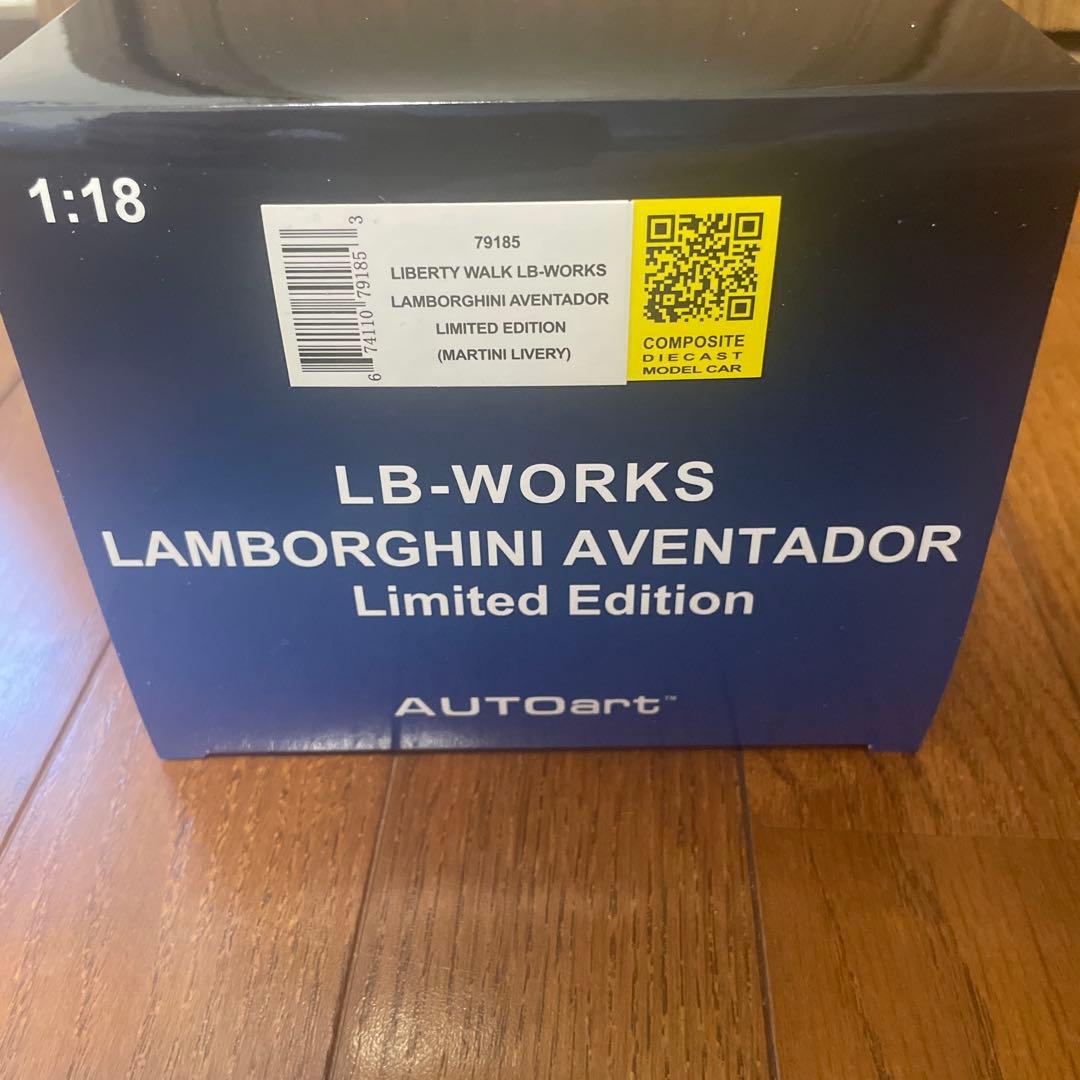 1:18
6 74110 79185 3
79185
LIBERTY WALK LB-WORKS
LAMBORGHINI AVENTADOR
LIMITED EDITION
(MARTINI LIVERY)
COMPOSITE
DIECAST
MODEL CAR
LB-WORKS
LAMBORGHINI AVENTADOR
Limited Edition
AUTOart™